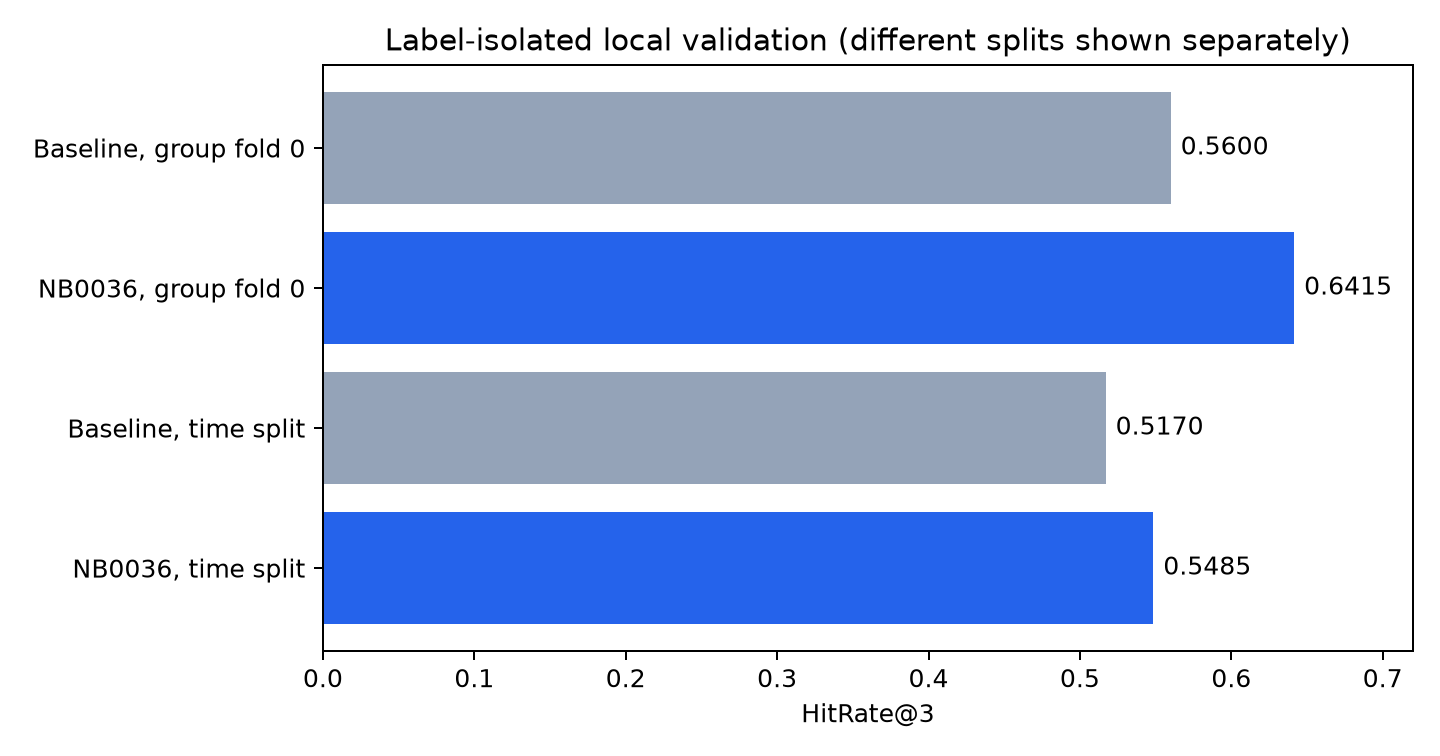 Label-isolated local validation (different splits shown separately)
Baseline, group fold 0
0.5600
NB0036, group fold 0
0.6415
Baseline, time split
0.5170
NB0036, time split
0.5485
0.0 0.1 0.2 0.3 0.4 0.5 0.6 0.7
HitRate@3